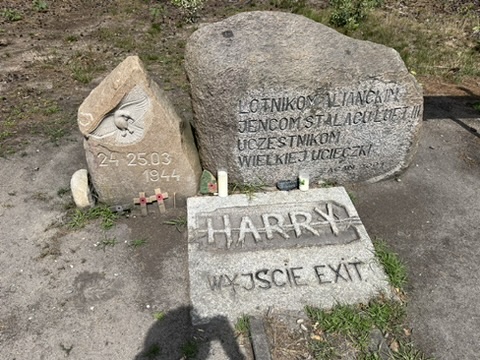 24-25.03
1944
LOTNIKOM ALIANCKIM
JEŃCOM STALAGU LUFT III
UCZESTNIKOM
WIELKIEJ UCIECZKI
HARRY
WYJŚCIE EXIT